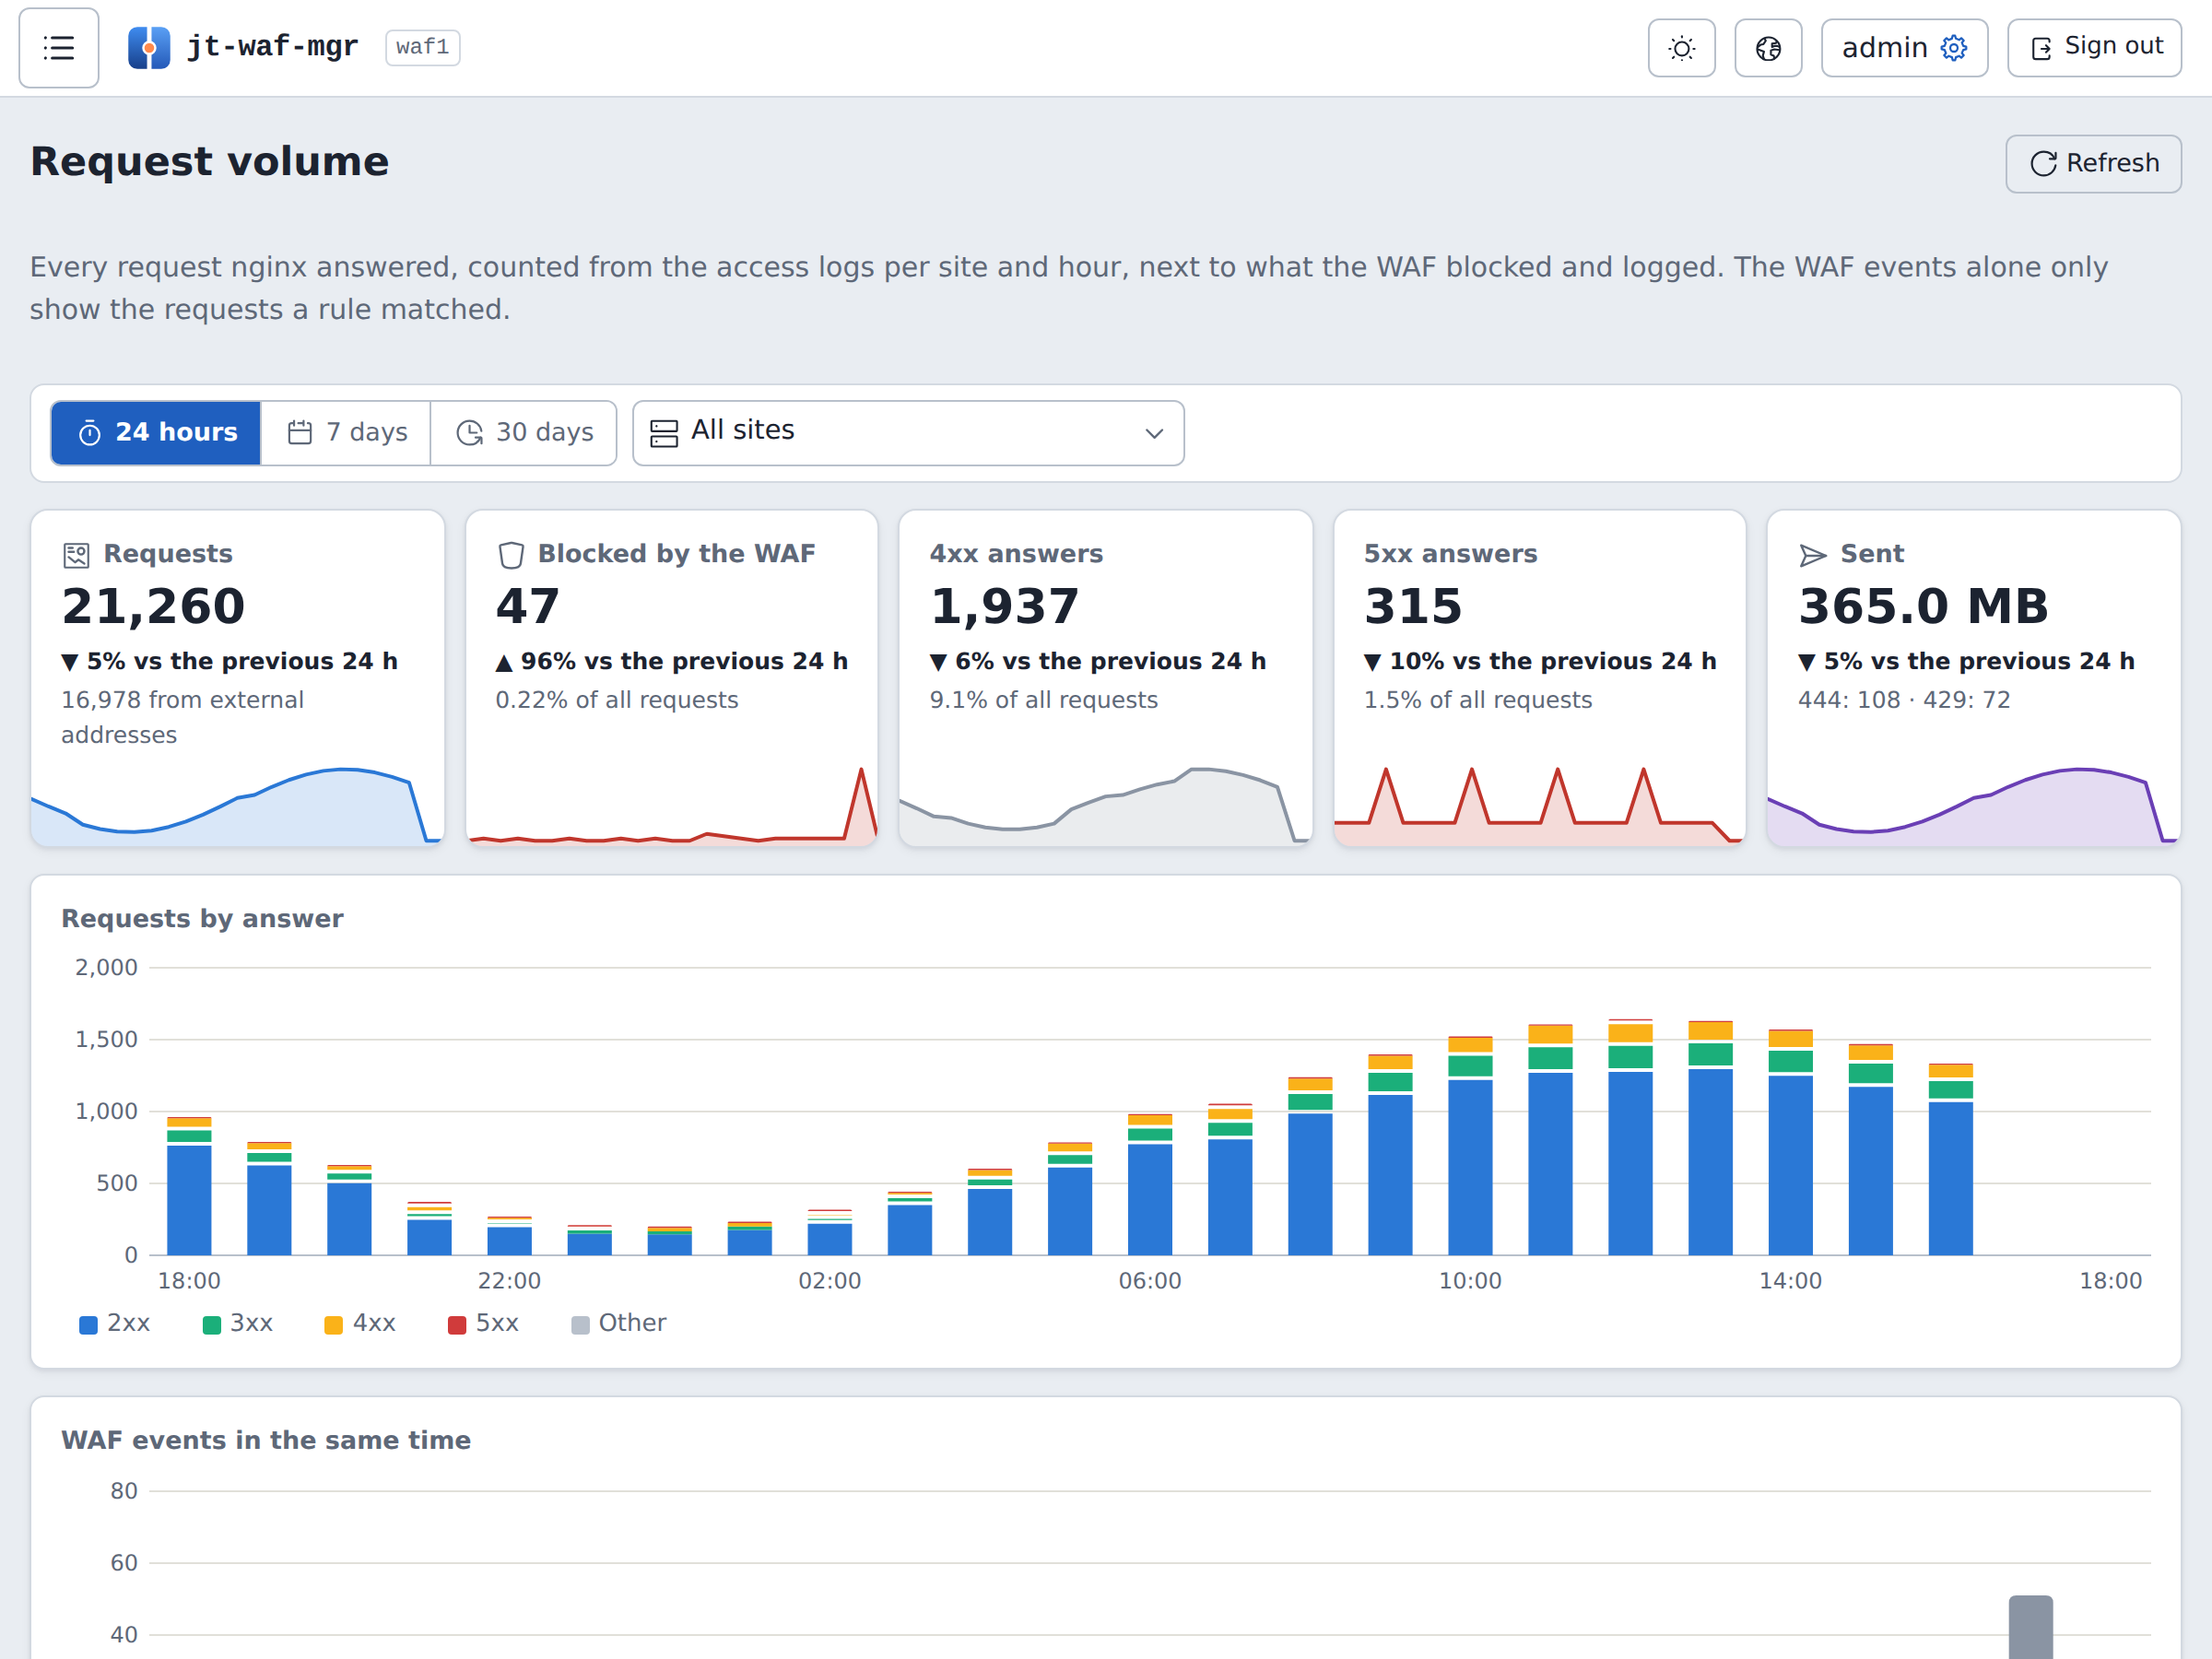 jt-waf-mgr
waf1
admin
Sign out
Request volume
Refresh
Every request nginx answered, counted from the access logs per site and hour, next to what the WAF blocked and logged. The WAF events alone only
show the requests a rule matched.
24 hours
7 days
30 days
All sites
Requests
21,260
▼ 5% vs the previous 24 h
16,978 from external
addresses
Blocked by the WAF
47
▲ 96% vs the previous 24 h
0.22% of all requests
4xx answers
1,937
▼ 6% vs the previous 24 h
9.1% of all requests
5xx answers
315
▼ 10% vs the previous 24 h
1.5% of all requests
Sent
365.0 MB
▼ 5% vs the previous 24 h
444: 108 · 429: 72
Requests by answer
2,000
1,500
1,000
500
0
18:00 22:00 02:00 06:00 10:00 14:00 18:00
2xx 3xx 4xx 5xx Other
WAF events in the same time
80
60
40